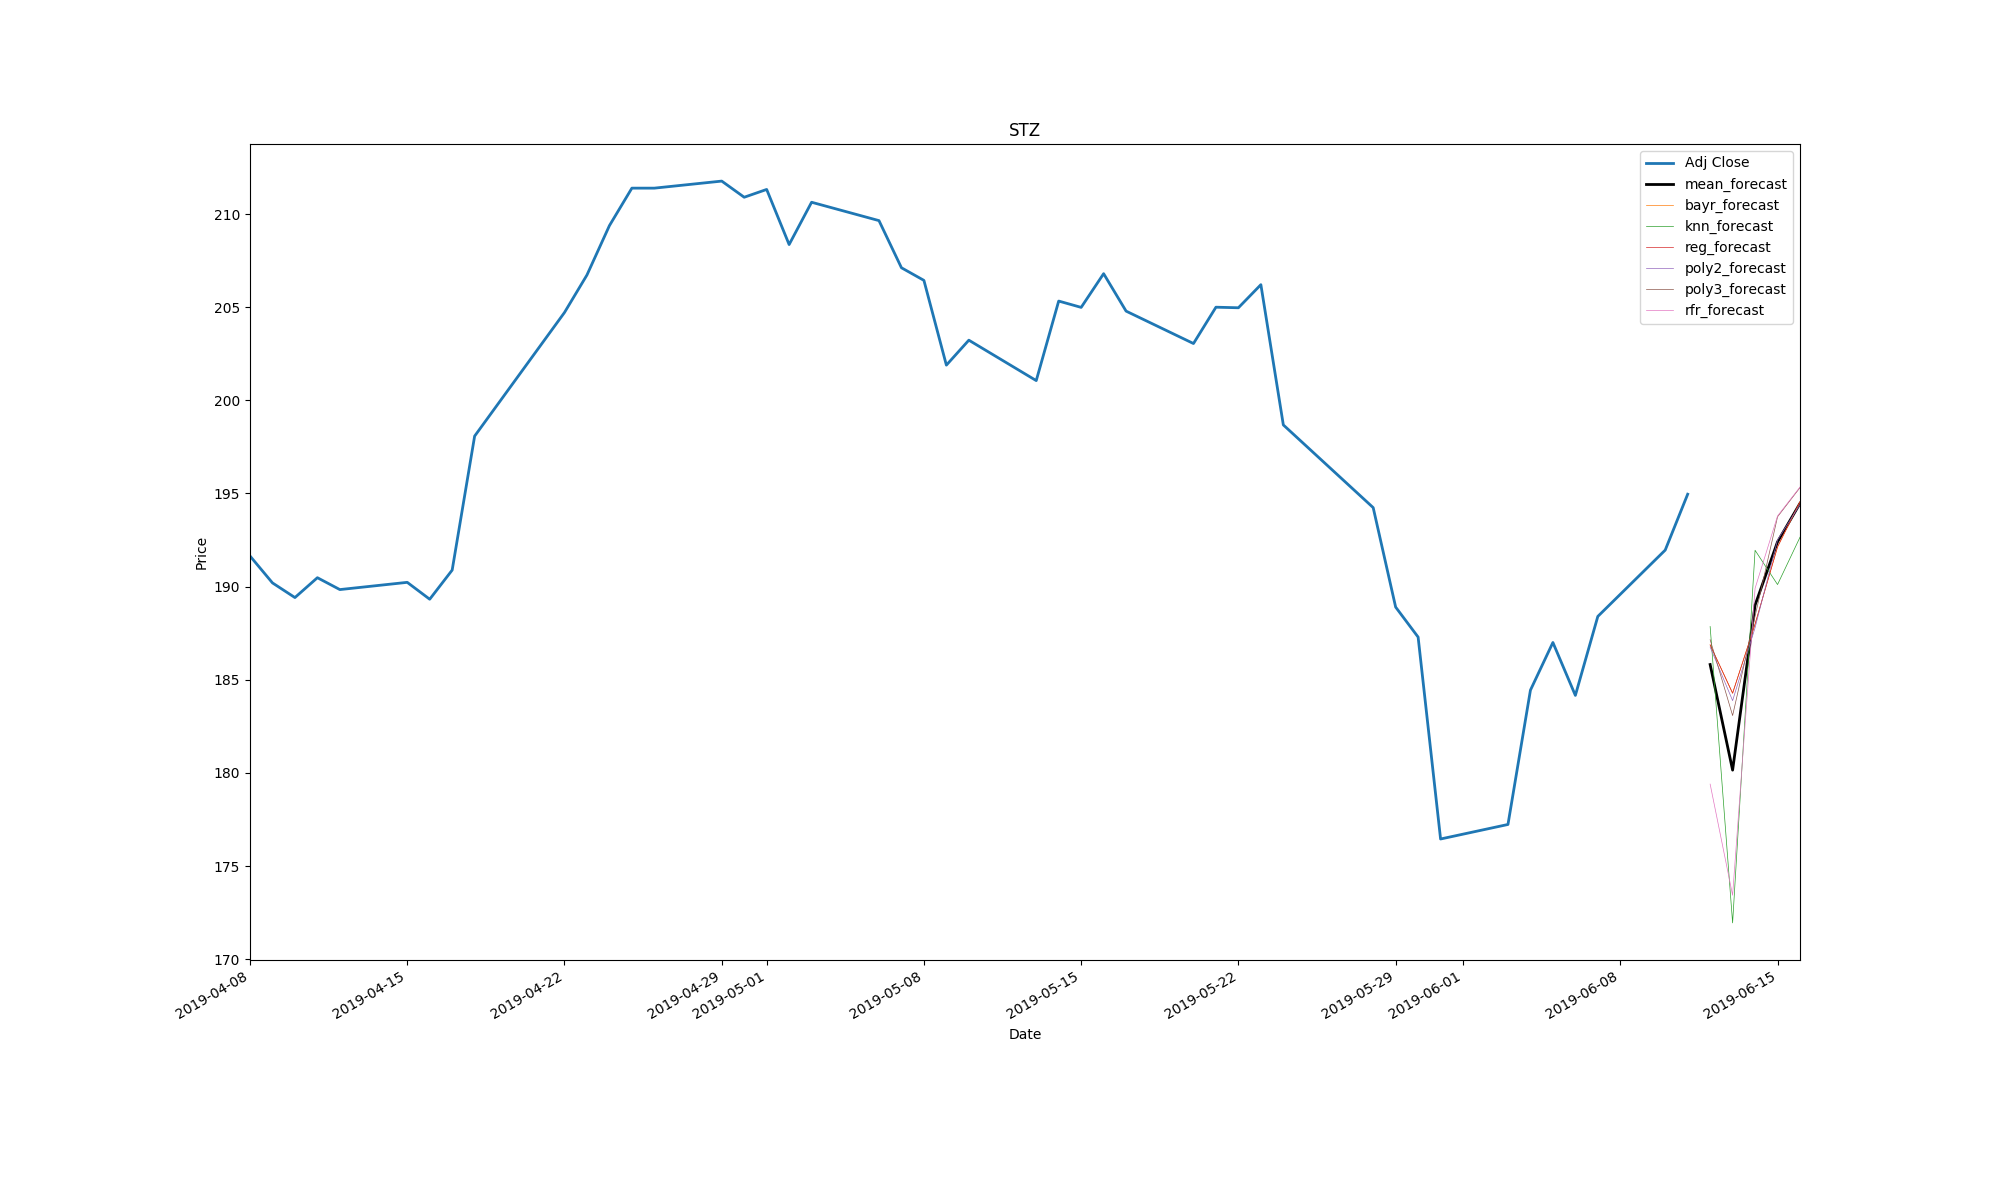 STZ
Adj Close
mean_forecast
bayr_forecast
knn_forecast
reg_forecast
poly2_forecast
poly3_forecast
rfr_forecast
210
205
200
195
190
185
180
175
170
Price
2019-04-08
2019-04-15
2019-04-22
2019-04-29
2019-05-01
2019-05-08
2019-05-15
2019-05-22
2019-05-29
2019-06-01
2019-06-08
2019-06-15
Date